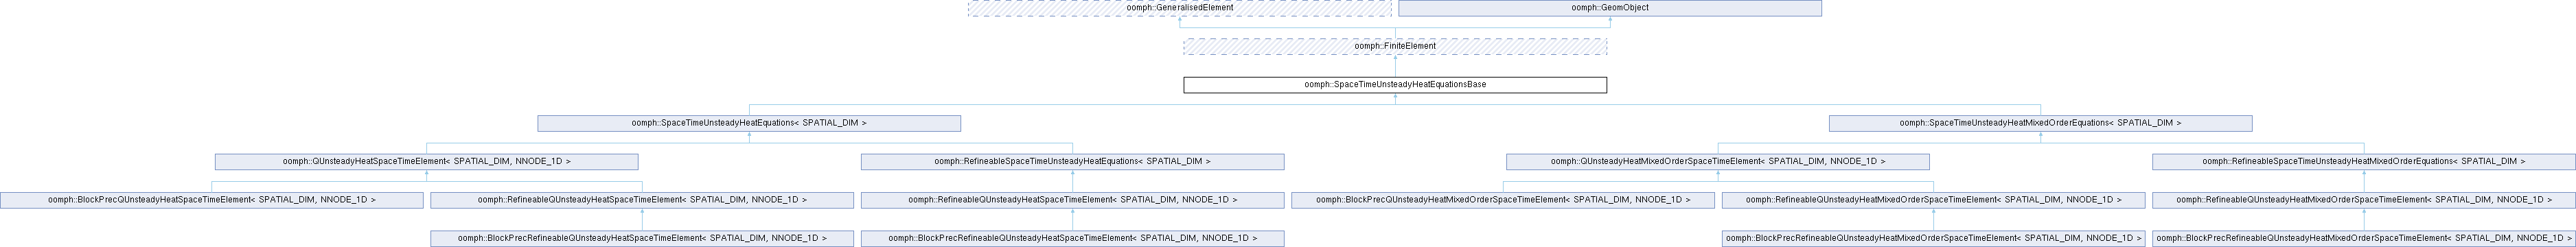 oomph::GeneralisedElement
oomph::GeomObject
oomph::FiniteElement
oomph::SpaceTimeUnsteadyHeatEquationsBase
oomph::SpaceTimeUnsteadyHeatEquations< SPATIAL_DIM >
oomph::SpaceTimeUnsteadyHeatMixedOrderEquations< SPATIAL_DIM >
oomph::QUnsteadyHeatSpaceTimeElement< SPATIAL_DIM, NNODE_1D >
oomph::RefineableSpaceTimeUnsteadyHeatEquations< SPATIAL_DIM >
oomph::QUnsteadyHeatMixedOrderSpaceTimeElement< SPATIAL_DIM, NNODE_1D >
oomph::RefineableSpaceTimeUnsteadyHeatMixedOrderEquations< SPATIAL_DIM >
oomph::BlockPrecQUnsteadyHeatSpaceTimeElement< SPATIAL_DIM, NNODE_1D >
oomph::RefineableQUnsteadyHeatSpaceTimeElement< SPATIAL_DIM, NNODE_1D >
oomph::RefineableQUnsteadyHeatSpaceTimeElement< SPATIAL_DIM, NNODE_1D >
oomph::BlockPrecQUnsteadyHeatMixedOrderSpaceTimeElement< SPATIAL_DIM, NNODE_1D >
oomph::RefineableQUnsteadyHeatMixedOrderSpaceTimeElement< SPATIAL_DIM, NNODE_1D >
oomph::RefineableQUnsteadyHeatMixedOrderSpaceTimeElement< SPATIAL_DIM, NNODE_1D >
oomph::BlockPrecRefineableQUnsteadyHeatSpaceTimeElement< SPATIAL_DIM, NNODE_1D >
oomph::BlockPrecRefineableQUnsteadyHeatSpaceTimeElement< SPATIAL_DIM, NNODE_1D >
oomph::BlockPrecRefineableQUnsteadyHeatMixedOrderSpaceTimeElement< SPATIAL_DIM, NNODE_1D >
oomph::BlockPrecRefineableQUnsteadyHeatMixedOrderSpaceTimeElement< SPATIAL_DIM, NNODE_1D >